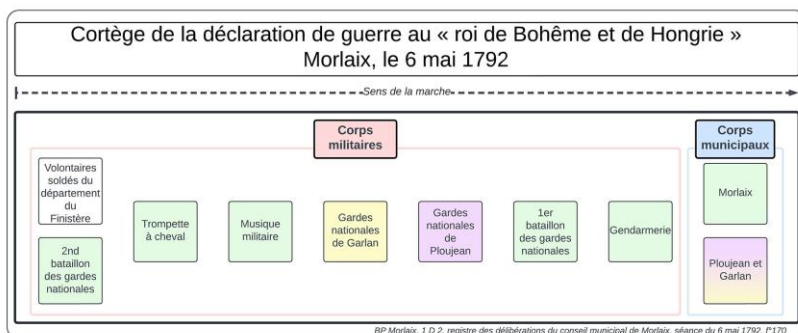 Cortège de la déclaration de guerre au « roi de Bohême et de Hongrie »
Morlaix, le 6 mai 1792
Sens de la marche
Corps
militaires
Corps
municipaux
Volontaires
soldés du
département
du
Finistère
2nd
bataillon
des gardes
nationales
Trompette
à cheval
Musique
militaire
Gardes
nationales
de Garlan
Gardes
nationales
de
Ploujean
1er
bataillon
des gardes
nationales
Gendarmerie
Morlaix
Ploujean et
Garlan
BP Morlaix, 1 D 2, registre des délibérations du conseil municipal de Morlaix, séance du 6 mai 1792, f°170.